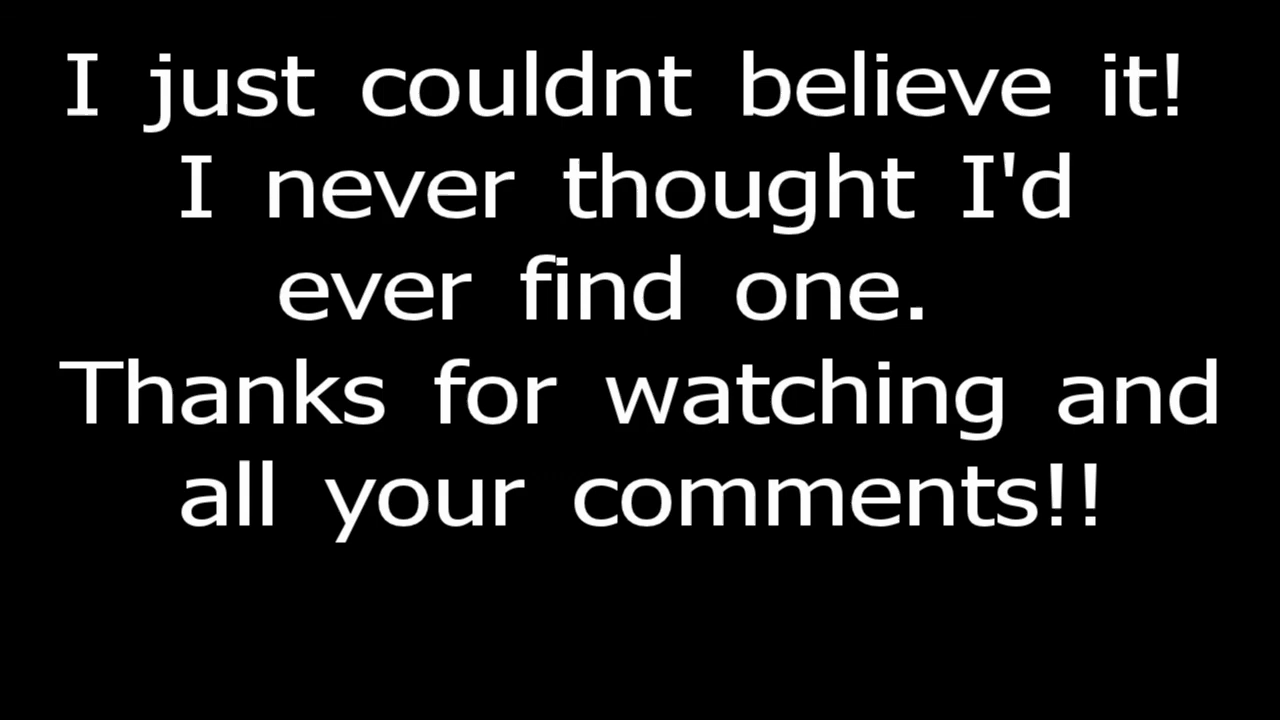 I just couldnt believe it!
I never thought I'd
ever find one.
Thanks for watching and
all your comments!!